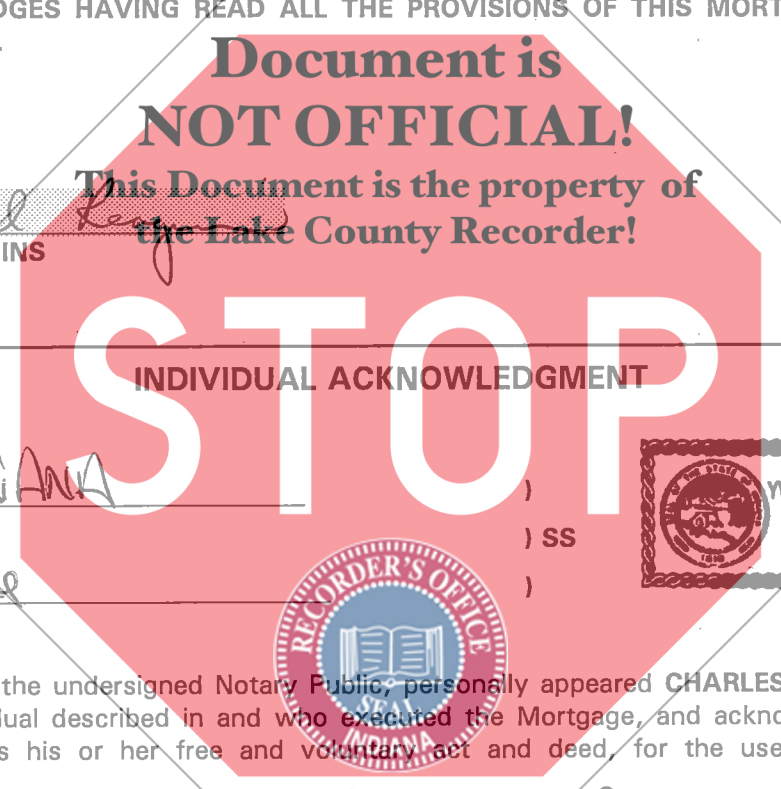 DGES HAVING READ ALL THE PROVISIONS OF THIS MORT
Document is
NOT OFFICIAL!
This Document is the property of
the Lake County Recorder!
INS
STOP
INDIVIDUAL ACKNOWLEDGMENT
IANA
)
) SS
)
RECORDER'S OFFICE
SEAL
INDIANA
the undersigned Notary Public, personally appeared CHARLES
dual described in and who executed the Mortgage, and ackno
s his or her free and voluntary act and deed, for the use